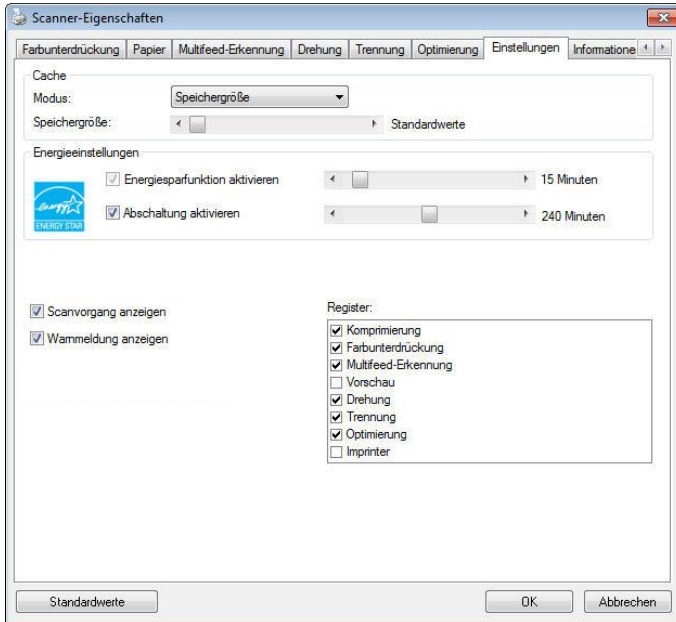 Scanner-Eigenschaften
Farbunterdrückung Papier Multifeed-Erkennung Drehung Trennung Optimierung Einstellungen Informatione
Cache
Modus: Speichergröße
Speichergröße: Standardwerte
Energieeinstellungen
Energiesparfunktion aktivieren 15 Minuten
energy
ENERGY STAR
Abschaltung aktivieren 240 Minuten
Scanvorgang anzeigen
Warnmeldung anzeigen
Register:
Komprimierung
Farbunterdrückung
Multifeed-Erkennung
Vorschau
Drehung
Trennung
Optimierung
Imprinter
Standardwerte OK Abbrechen